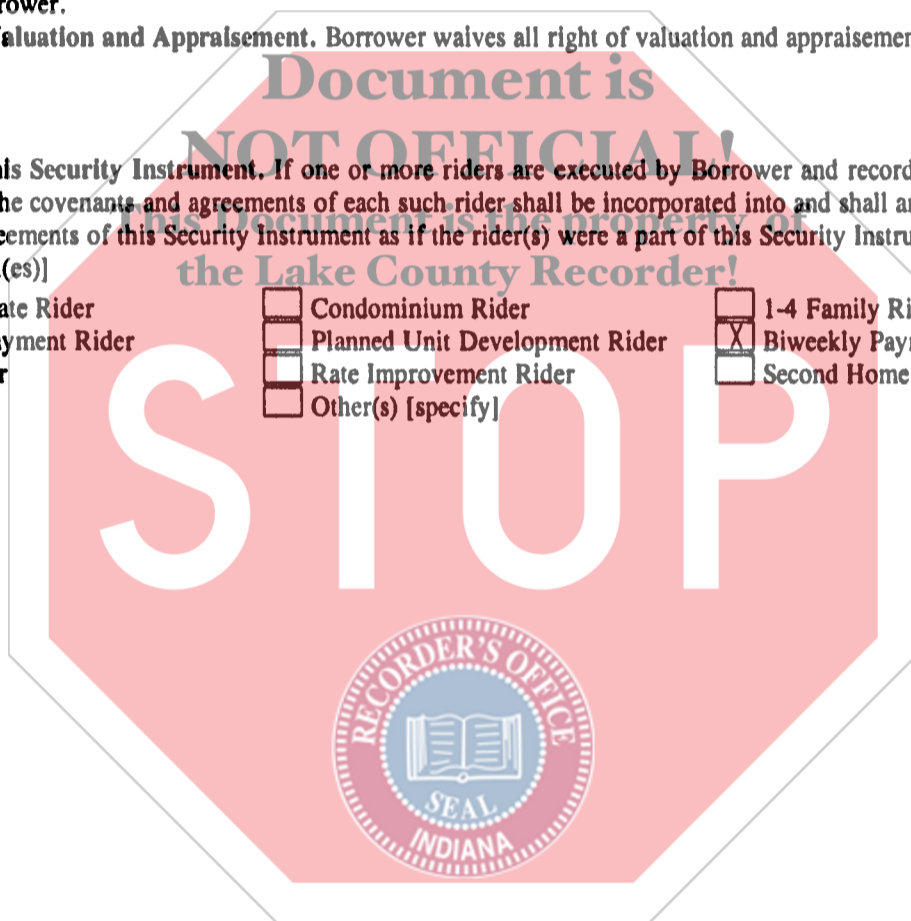 rower.
aluation and Appraisement. Borrower waives all right of valuation and appraisemen
Document is
NOT OFFICIAL!
is Security Instrument. If one or more riders are executed by Borrower and record
he covenants and agreements of each such rider shall be incorporated into and shall a
This Document is the property of
eements of this Security Instrument as if the rider(s) were a part of this Security Instru
(es)]
the Lake County Recorder!
ate Rider Condominium Rider 1-4 Family Ri
yment Rider Planned Unit Development Rider X Biweekly Payr
r Rate Improvement Rider Second Home
Other(s) [specify]
STOP
RECORDER'S OFFICE
SEAL
INDIANA